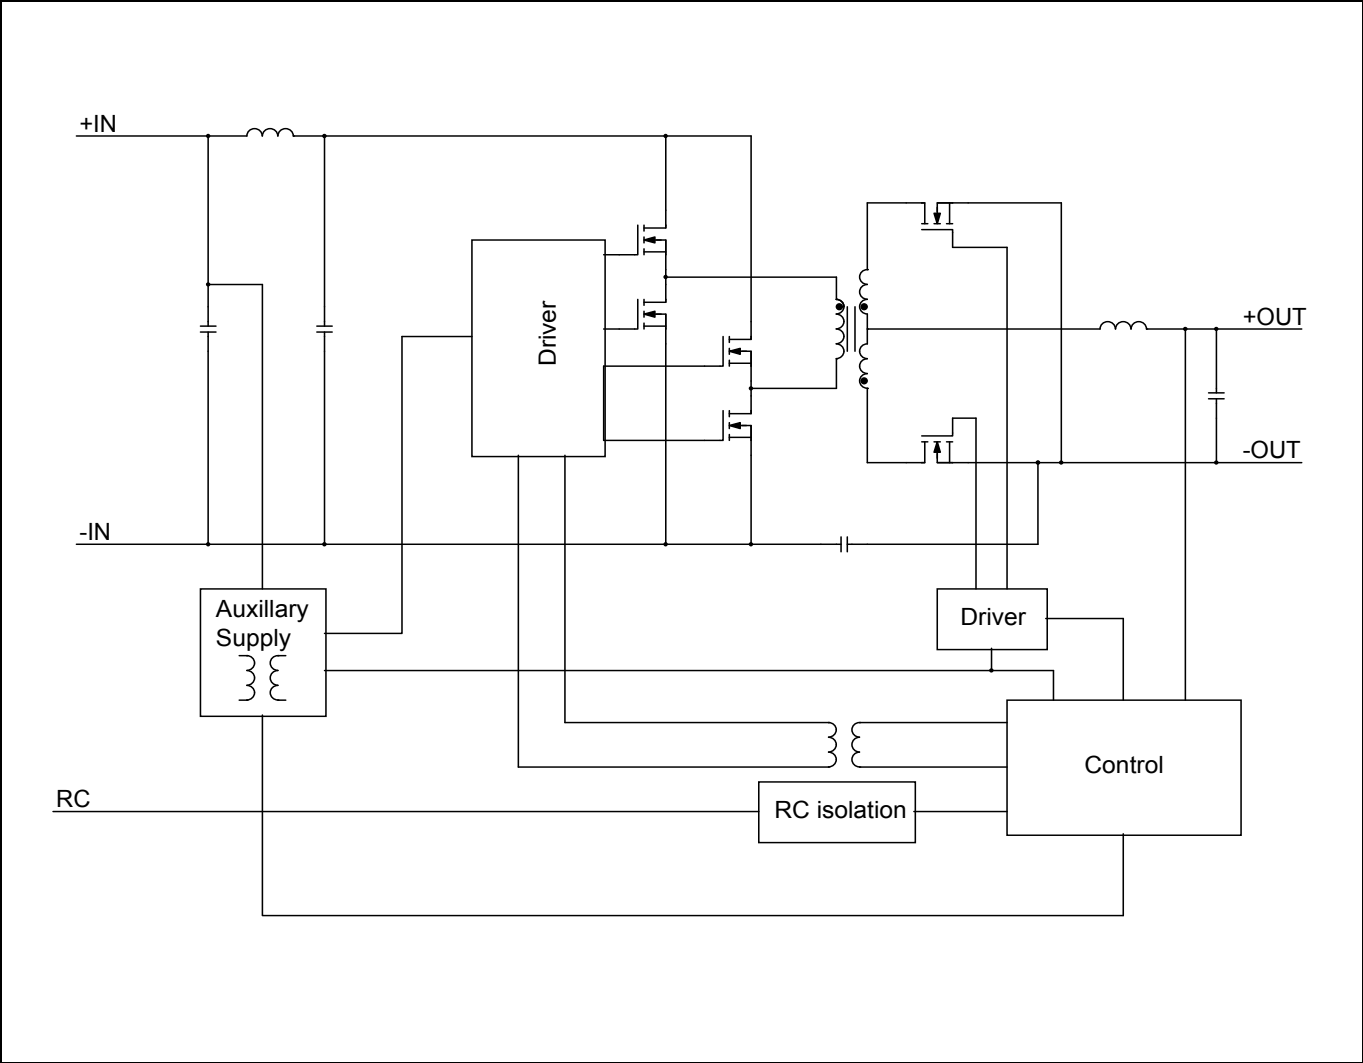 +IN
+OUT
Driver
-OUT
-IN
Auxillary
Supply
Driver
Control
RC
RC isolation